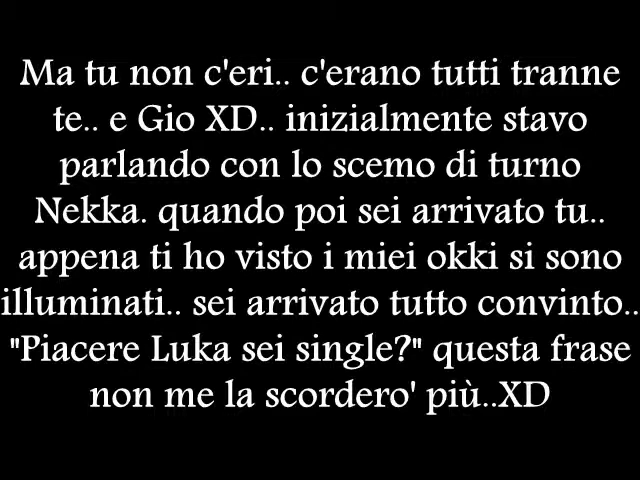 Ma tu non c'eri.. c'erano tutti tranne
te.. e Gio XD.. inizialmente stavo
parlando con lo scemo di turno
Nekka. quando poi sei arrivato tu..
appena ti ho visto i miei okki si sono
illuminati.. sei arrivato tutto convinto..
"Piacere Luka sei single?" questa frase
non me la scordero' più..XD